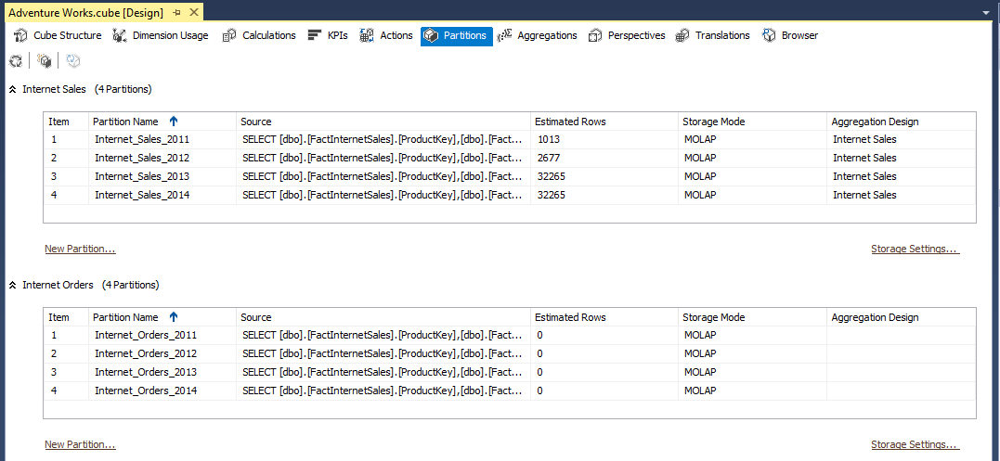 Adventure Works.cube [Design]
Cube Structure Dimension Usage Calculations KPIs Actions Partitions Aggregations Perspectives Translations Browser
Internet Sales (4 Partitions)
Item Partition Name Source Estimated Rows Storage Mode Aggregation Design
1 Internet_Sales_2011 SELECT [dbo].[FactInternetSales].[ProductKey],[dbo].[Fact... 1013 MOLAP Internet Sales
2 Internet_Sales_2012 SELECT [dbo].[FactInternetSales].[ProductKey],[dbo].[Fact... 2677 MOLAP Internet Sales
3 Internet_Sales_2013 SELECT [dbo].[FactInternetSales].[ProductKey],[dbo].[Fact... 32265 MOLAP Internet Sales
4 Internet_Sales_2014 SELECT [dbo].[FactInternetSales].[ProductKey],[dbo].[Fact... 32265 MOLAP Internet Sales
New Partition... Storage Settings...
Internet Orders (4 Partitions)
Item Partition Name Source Estimated Rows Storage Mode Aggregation Design
1 Internet_Orders_2011 SELECT [dbo].[FactInternetSales].[ProductKey],[dbo].[Fact... 0 MOLAP
2 Internet_Orders_2012 SELECT [dbo].[FactInternetSales].[ProductKey],[dbo].[Fact... 0 MOLAP
3 Internet_Orders_2013 SELECT [dbo].[FactInternetSales].[ProductKey],[dbo].[Fact... 0 MOLAP
4 Internet_Orders_2014 SELECT [dbo].[FactInternetSales].[ProductKey],[dbo].[Fact... 0 MOLAP
New Partition... Storage Settings...